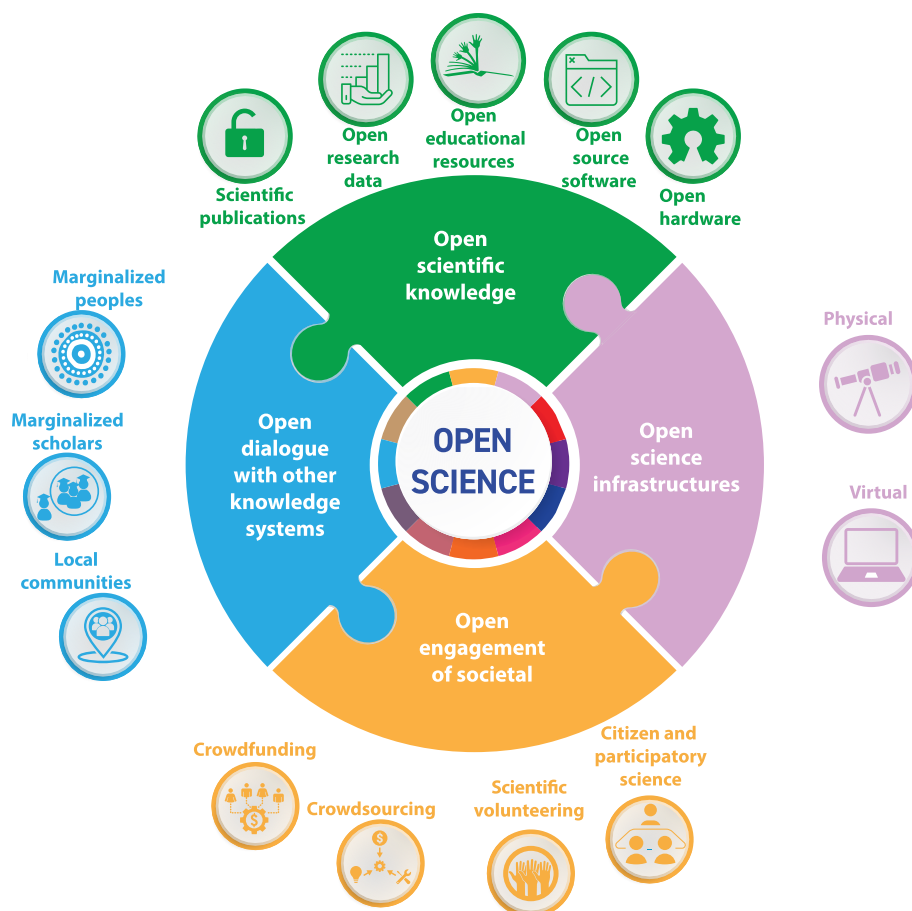 Open
educational
resources
Open
research
data
Open
source
software
Scientific
publications
Open
hardware
Open
scientific
knowledge
Marginalized
peoples
Physical
Marginalized
scholars
Open
dialogue
with other
knowledge
systems
OPEN
SCIENCE
Open
science
infrastructures
Virtual
Local
communities
Open
engagement
of societal
Crowdfunding
$
Crowdsourcing
$
Scientific
volunteering
Citizen and
participatory
science